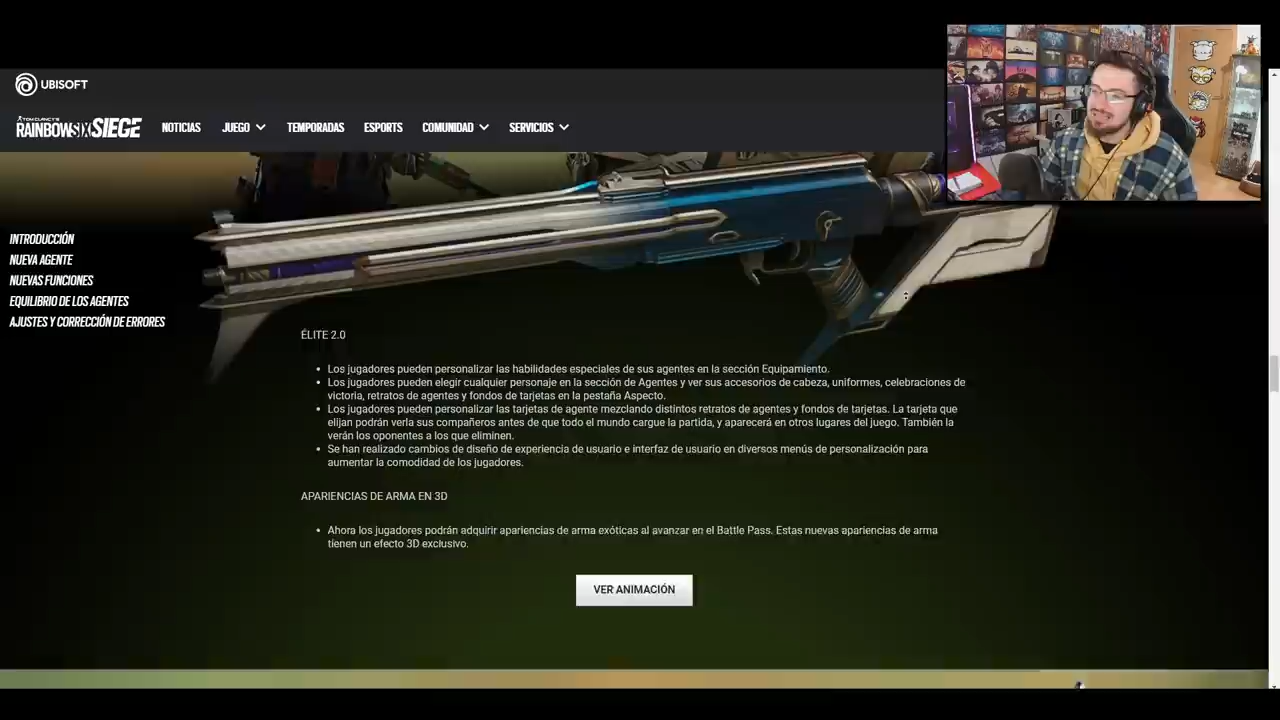 UBISOFT
TOM CLANCY'S
RAINBOWSIX SIEGE
NOTICIAS
JUEGO
TEMPORADAS
ESPORTS
COMUNIDAD
SERVICIOS
INTRODUCCIÓN
NUEVA AGENTE
NUEVAS FUNCIONES
EQUILIBRIO DE LOS AGENTES
AJUSTES Y CORRECCIÓN DE ERRORES
ÉLITE 2.0
Los jugadores pueden personalizar las habilidades especiales de sus agentes en la sección Equipamiento.
Los jugadores pueden elegir cualquier personaje en la sección de Agentes y ver sus accesorios de cabeza, uniformes, celebraciones de
victoria, retratos de agentes y fondos de tarjetas en la pestaña Aspecto.
Los jugadores pueden personalizar las tarjetas de agente mezclando distintos retratos de agentes y fondos de tarjetas. La tarjeta que
elijan podrán verla sus compañeros antes de que todo el mundo cargue la partida, y aparecerá en otros lugares del juego. También la
verán los oponentes a los que eliminen.
Se han realizado cambios de diseño de experiencia de usuario e interfaz de usuario en diversos menús de personalización para
aumentar la comodidad de los jugadores.
APARIENCIAS DE ARMA EN 3D
Ahora los jugadores podrán adquirir apariencias de arma exóticas al avanzar en el Battle Pass. Estas nuevas apariencias de arma
tienen un efecto 3D exclusivo.
VER ANIMACIÓN